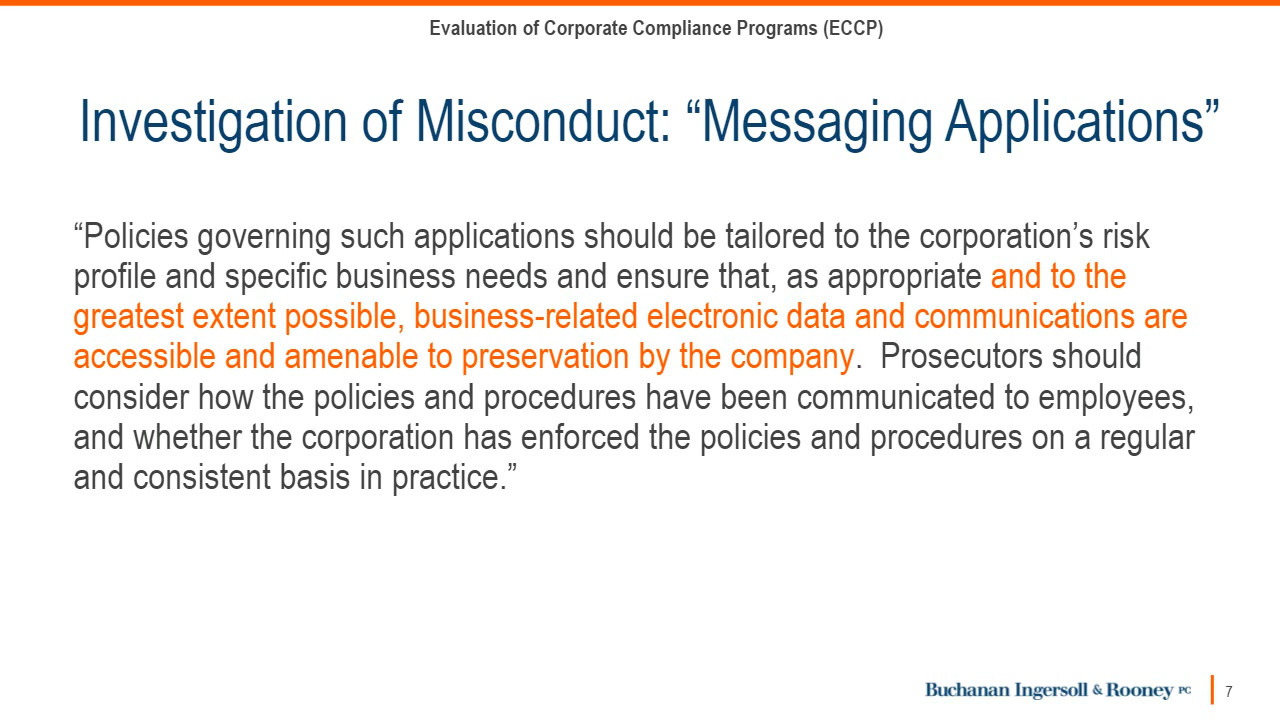 Evaluation of Corporate Compliance Programs (ECCP)
Investigation of Misconduct: “Messaging Applications”
“Policies governing such applications should be tailored to the corporation’s risk
profile and specific business needs and ensure that, as appropriate and to the
greatest extent possible, business-related electronic data and communications are
accessible and amenable to preservation by the company.  Prosecutors should
consider how the policies and procedures have been communicated to employees,
and whether the corporation has enforced the policies and procedures on a regular
and consistent basis in practice.”
Buchanan Ingersoll & Rooney PC
7